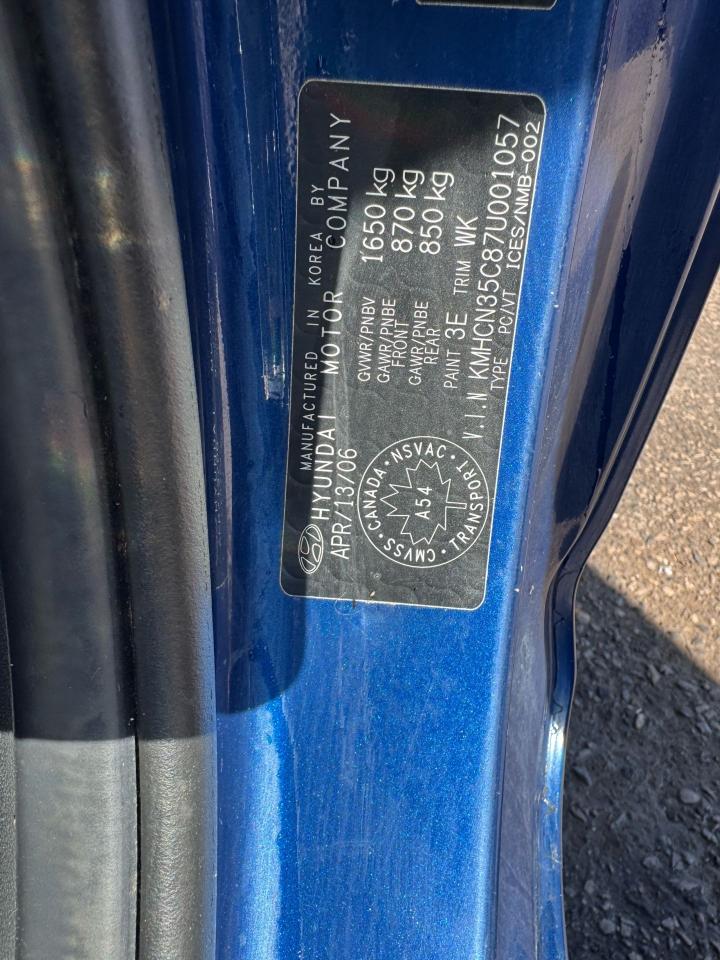 MANUFACTURED IN KOREA BY
HYUNDAI MOTOR COMPANY
APR/13/06
GVWR/PNBV 1650 kg
GAWR/PNBE FRONT 870 kg
GAWR/PNBE REAR 850 kg
PAINT 3E TRIM WK
V.I.N KMHCN35C87U001057
TYPE PC/VT ICES/NMB-002
CANADA • NSVAC • TRANSPORT • CMVSS •
A54